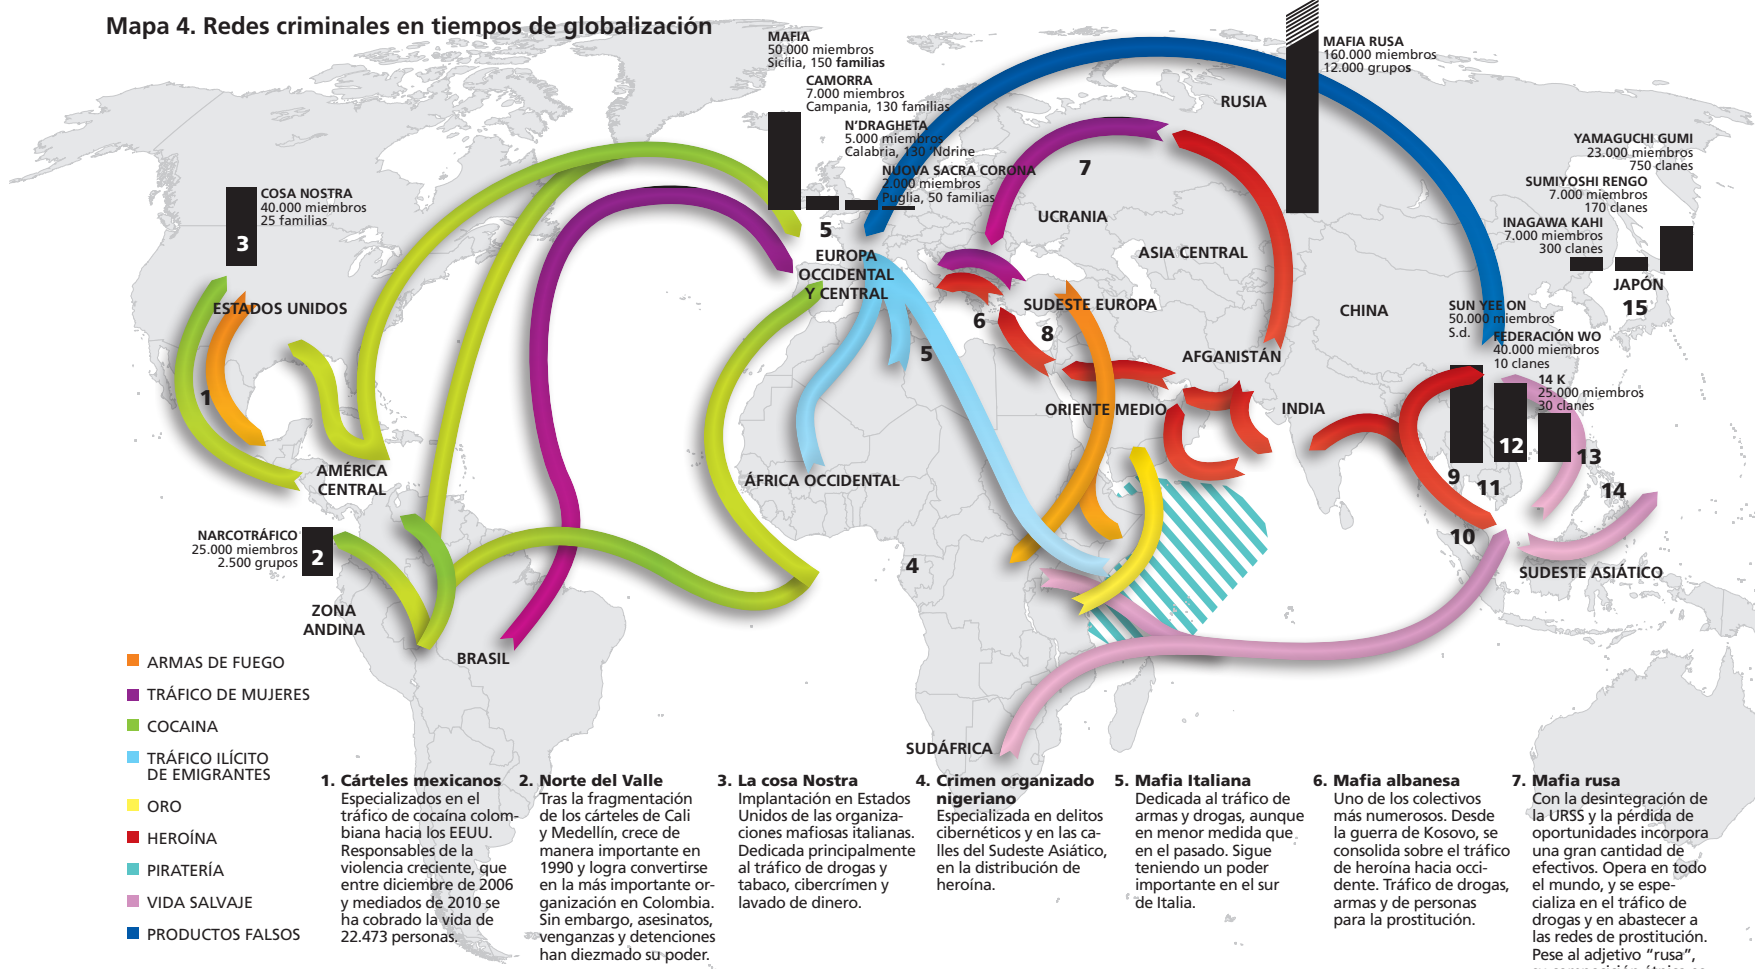 Mapa 4. Redes criminales en tiempos de globalización
MAFIA
50.000 miembros
Sicilia, 150 familias
CAMORRA
7.000 miembros
Campania, 130 familias
N’DRAGHETA
5.000 miembros
Calabria, 130 ‘Ndrine
NUOVA SACRA CORONA
2.000 miembros
Puglia, 50 familias
MAFIA RUSA
160.000 miembros
12.000 grupos
RUSIA
YAMAGUCHI GUMI
23.000 miembros
750 clanes
SUMIYOSHI RENGO
7.000 miembros
170 clanes
INAGAWA KAHI
7.000 miembros
300 clanes
JAPÓN
15
COSA NOSTRA
40.000 miembros
25 familias
3
ESTADOS UNIDOS
1
5
EUROPA
OCCIDENTAL
Y CENTRAL
7
UCRANIA
ASIA CENTRAL
SUDESTE EUROPA
6
8
5
CHINA
SUN YEE ON
50.000 miembros
S.d.
FEDERACIÓN WO
40.000 miembros
10 clanes
14 K
25.000 miembros
30 clanes
AFGANISTÁN
ORIENTE MEDIO
INDIA
12
13
9
11
14
10
AMÉRICA
CENTRAL
ÁFRICA OCCIDENTAL
NARCOTRÁFICO
25.000 miembros
2.500 grupos
2
4
SUDESTE ASIÁTICO
ZONA
ANDINA
BRASIL
SUDÁFRICA
ARMAS DE FUEGO
TRÁFICO DE MUJERES
COCAINA
TRÁFICO ILÍCITO
DE EMIGRANTES
ORO
HEROÍNA
PIRATERÍA
VIDA SALVAJE
PRODUCTOS FALSOS
1. Cárteles mexicanos
Especializados en el
tráfico de cocaína colom-
biana hacia los EEUU.
Responsables de la
violencia creciente, que
entre diciembre de 2006
y mediados de 2010 se
ha cobrado la vida de
22.473 personas.
2. Norte del Valle
Tras la fragmentación
de los cárteles de Cali
y Medellín, crece de
manera importante en
1990 y logra convertirse
en la más importante or-
ganización en Colombia.
Sin embargo, asesinatos,
venganzas y detenciones
han diezmado su poder.
3. La cosa Nostra
Implantación en Estados
Unidos de las organiza-
ciones mafiosas italianas.
Dedicada principalmente
al tráfico de drogas y
tabaco, cibercrímen y
lavado de dinero.
4. Crimen organizado
nigeriano
Especializada en delitos
cibernéticos y en las ca-
lles del Sudeste Asiático,
en la distribución de
heroína.
5. Mafia Italiana
Dedicada al tráfico de
armas y drogas, aunque
en menor medida que
en el pasado. Sigue
teniendo un poder
importante en el sur
de Italia.
6. Mafia albanesa
Uno de los colectivos
más numerosos. Desde
la guerra de Kosovo, se
consolida sobre el tráfico
de heroína hacia occi-
dente. Tráfico de drogas,
armas y de personas
para la prostitución.
7. Mafia rusa
Con la desintegración de
la URSS y la pérdida de
oportunidades incorpora
una gran cantidad de
efectivos. Opera en todo
el mundo, y se espe-
cializa en el tráfico de
drogas y en abastecer a
las redes de prostitución.
Pese al adjetivo “rusa”,